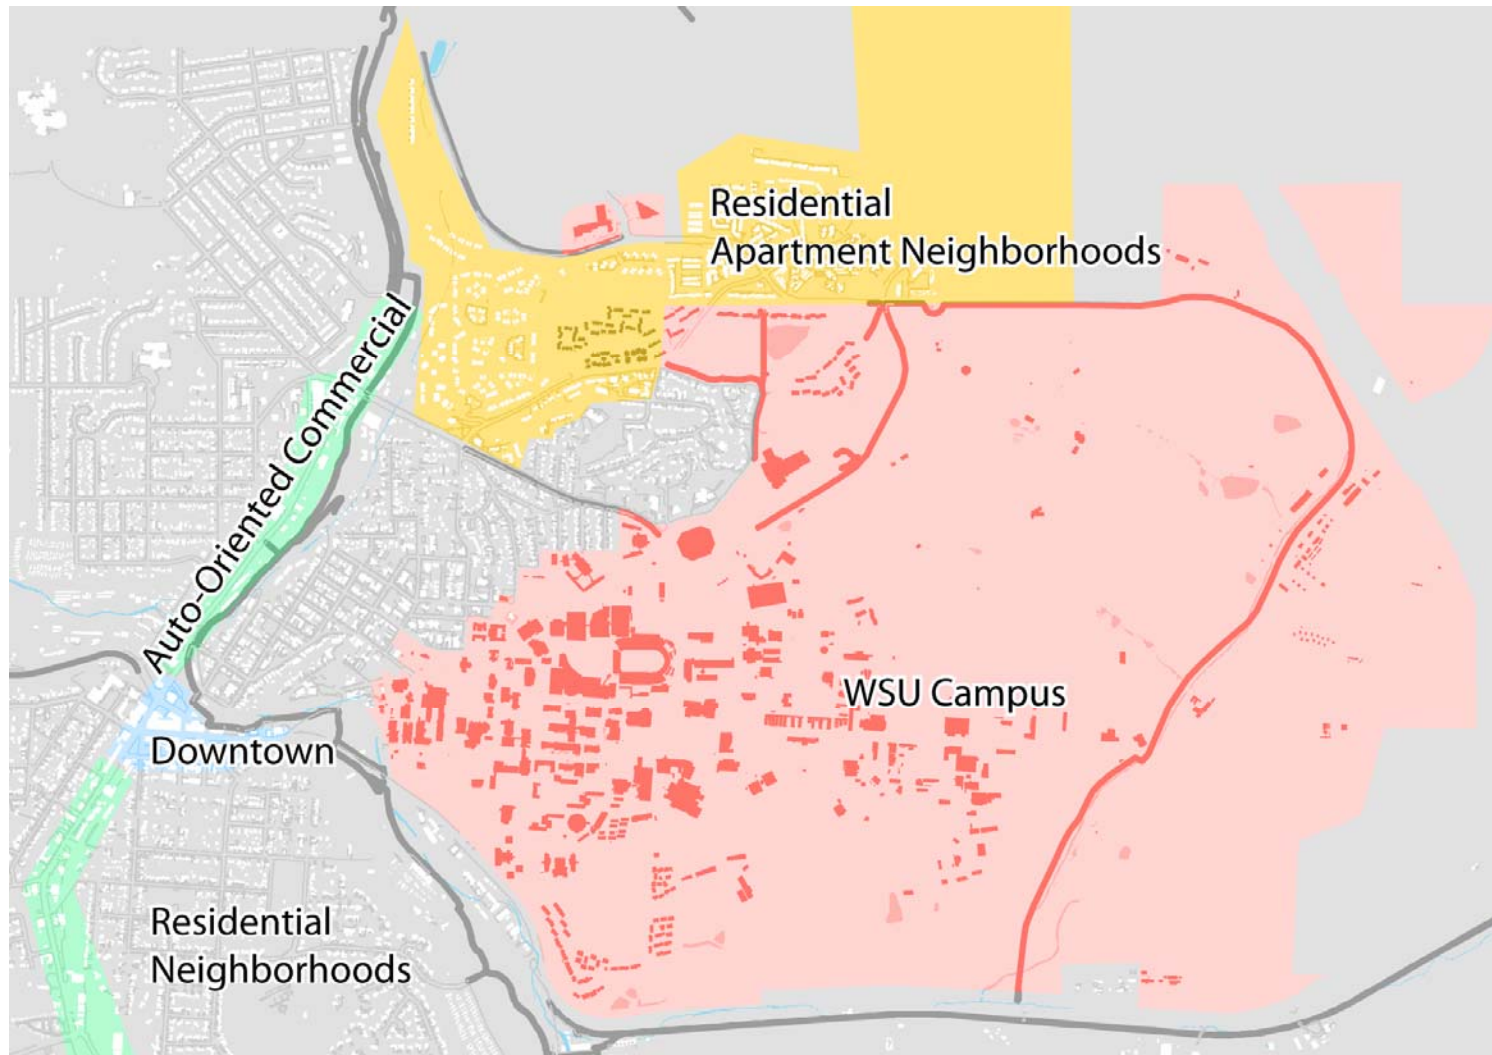 Residential
Apartment Neighborhoods
Auto-Oriented Commercial
WSU Campus
Downtown
Residential
Neighborhoods